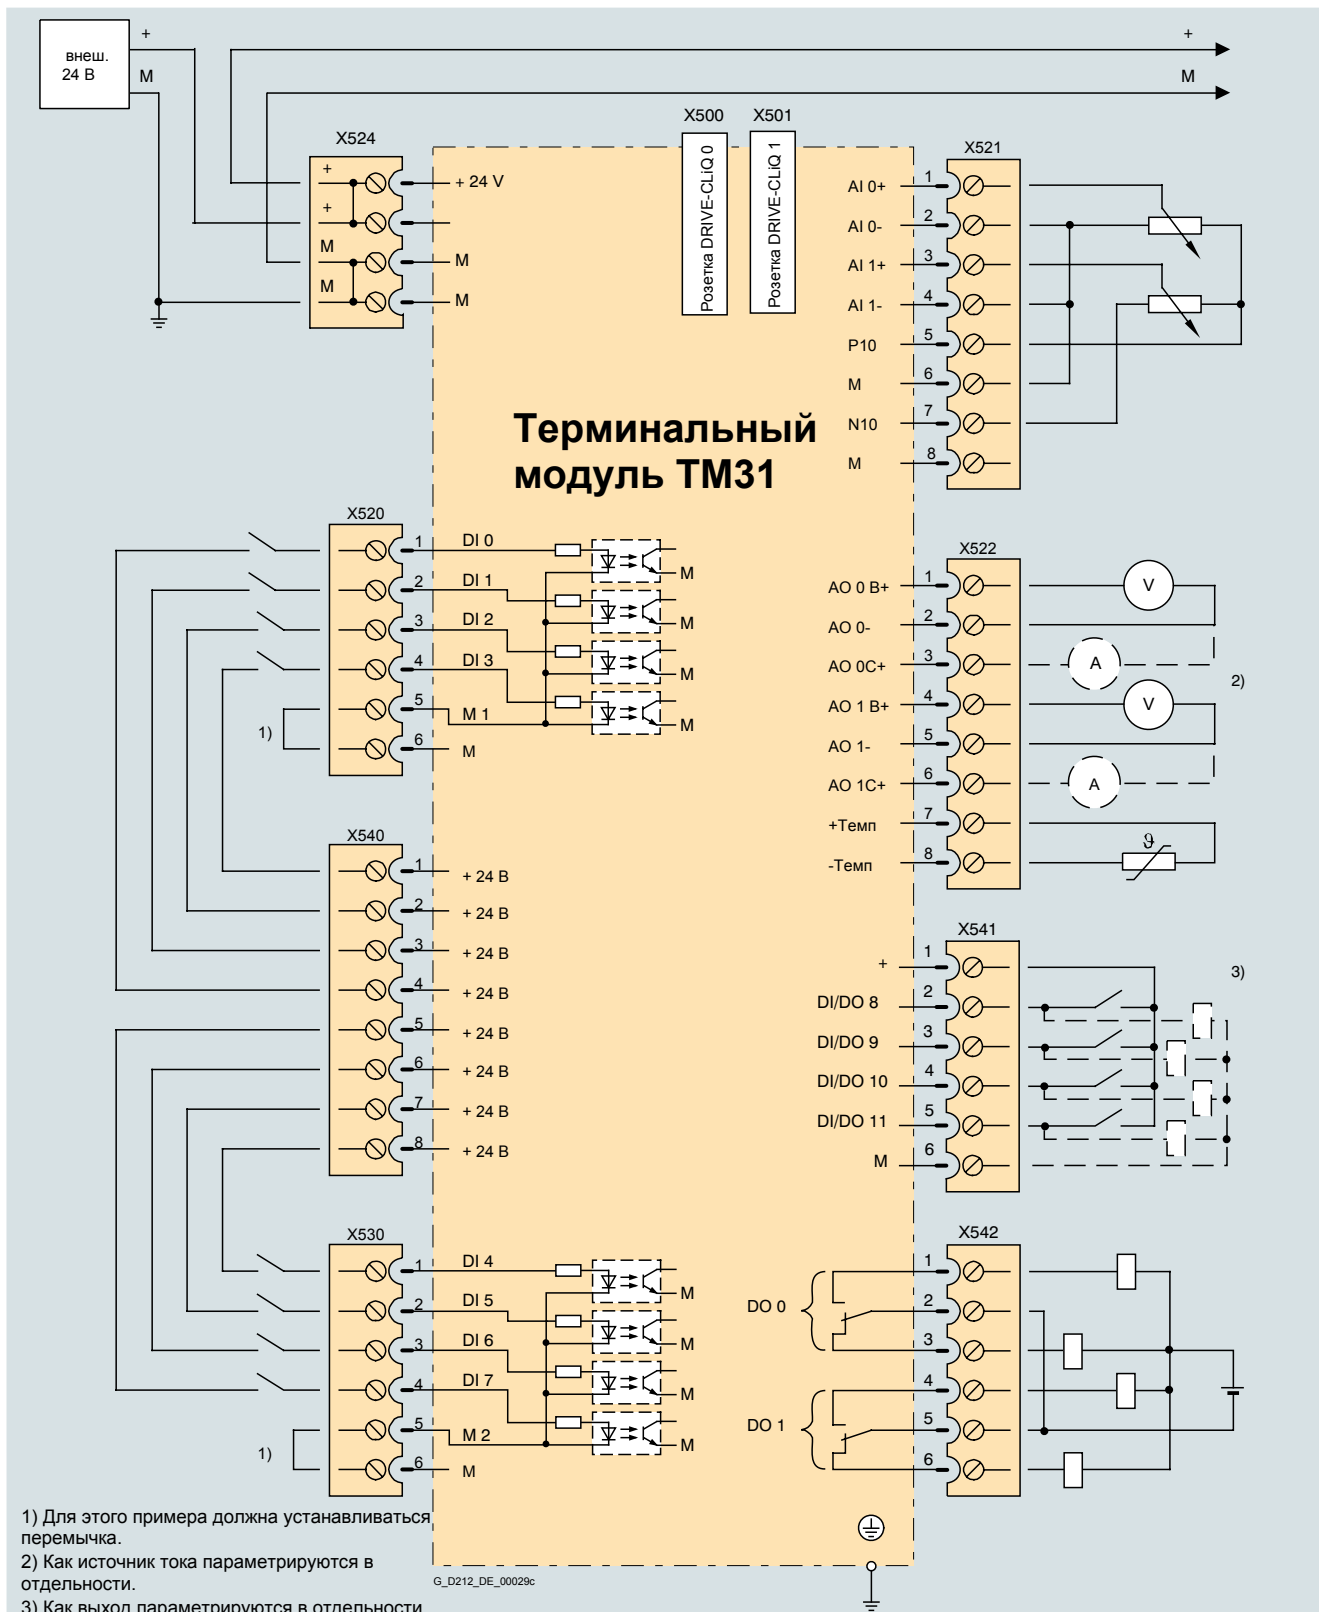 внеш.
24 В
+
M
+
M
X524
+
+
M
M
+ 24 V
M
M
X500
X501
Розетка DRIVE-CLiQ 0
Розетка DRIVE-CLiQ 1
X521
AI 0+ 1
AI 0- 2
AI 1+ 3
AI 1- 4
P10 5
M 6
N10 7
M 8
Терминальный
модуль TM31
X520
1 DI 0
2 DI 1
3 DI 2
4 DI 3
5 M 1
6 M
1)
M
M
M
M
X522
AO 0 В+ 1
AO 0- 2
AO 0C+ 3
AO 1 В+ 4
AO 1- 5
AO 1C+ 6
+Темп 7
-Темп 8
V
A
V
A
ϑ
2)
X540
1 + 24 В
2 + 24 В
3 + 24 В
4 + 24 В
5 + 24 В
6 + 24 В
7 + 24 В
8 + 24 В
X541
+ 1
DI/DO 8 2
DI/DO 9 3
DI/DO 10 4
DI/DO 11 5
M 6
3)
X530
1 DI 4
2 DI 5
3 DI 6
4 DI 7
5 M 2
6 M
1)
M
M
M
M
X542
DO 0
1
2
3
DO 1
4
5
6
1) Для этого примера должна устанавливаться
перемычка.
2) Как источник тока параметрируются в
отдельности.
3) Как выход параметрируются в отдельности
G_D212_DE_00029c